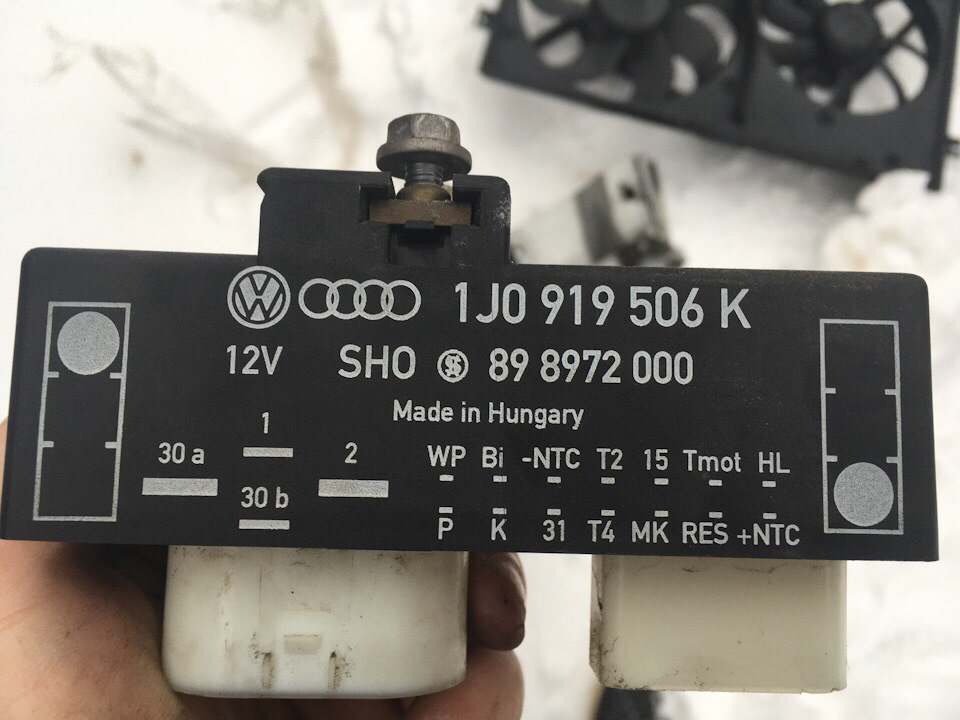 1J0 919 506 K
12V SHO 89 8972 000
Made in Hungary
30 a 1 2
30 b
WP Bi -NTC T2 15 Tmot HL
P K 31 T4 MK RES +NTC